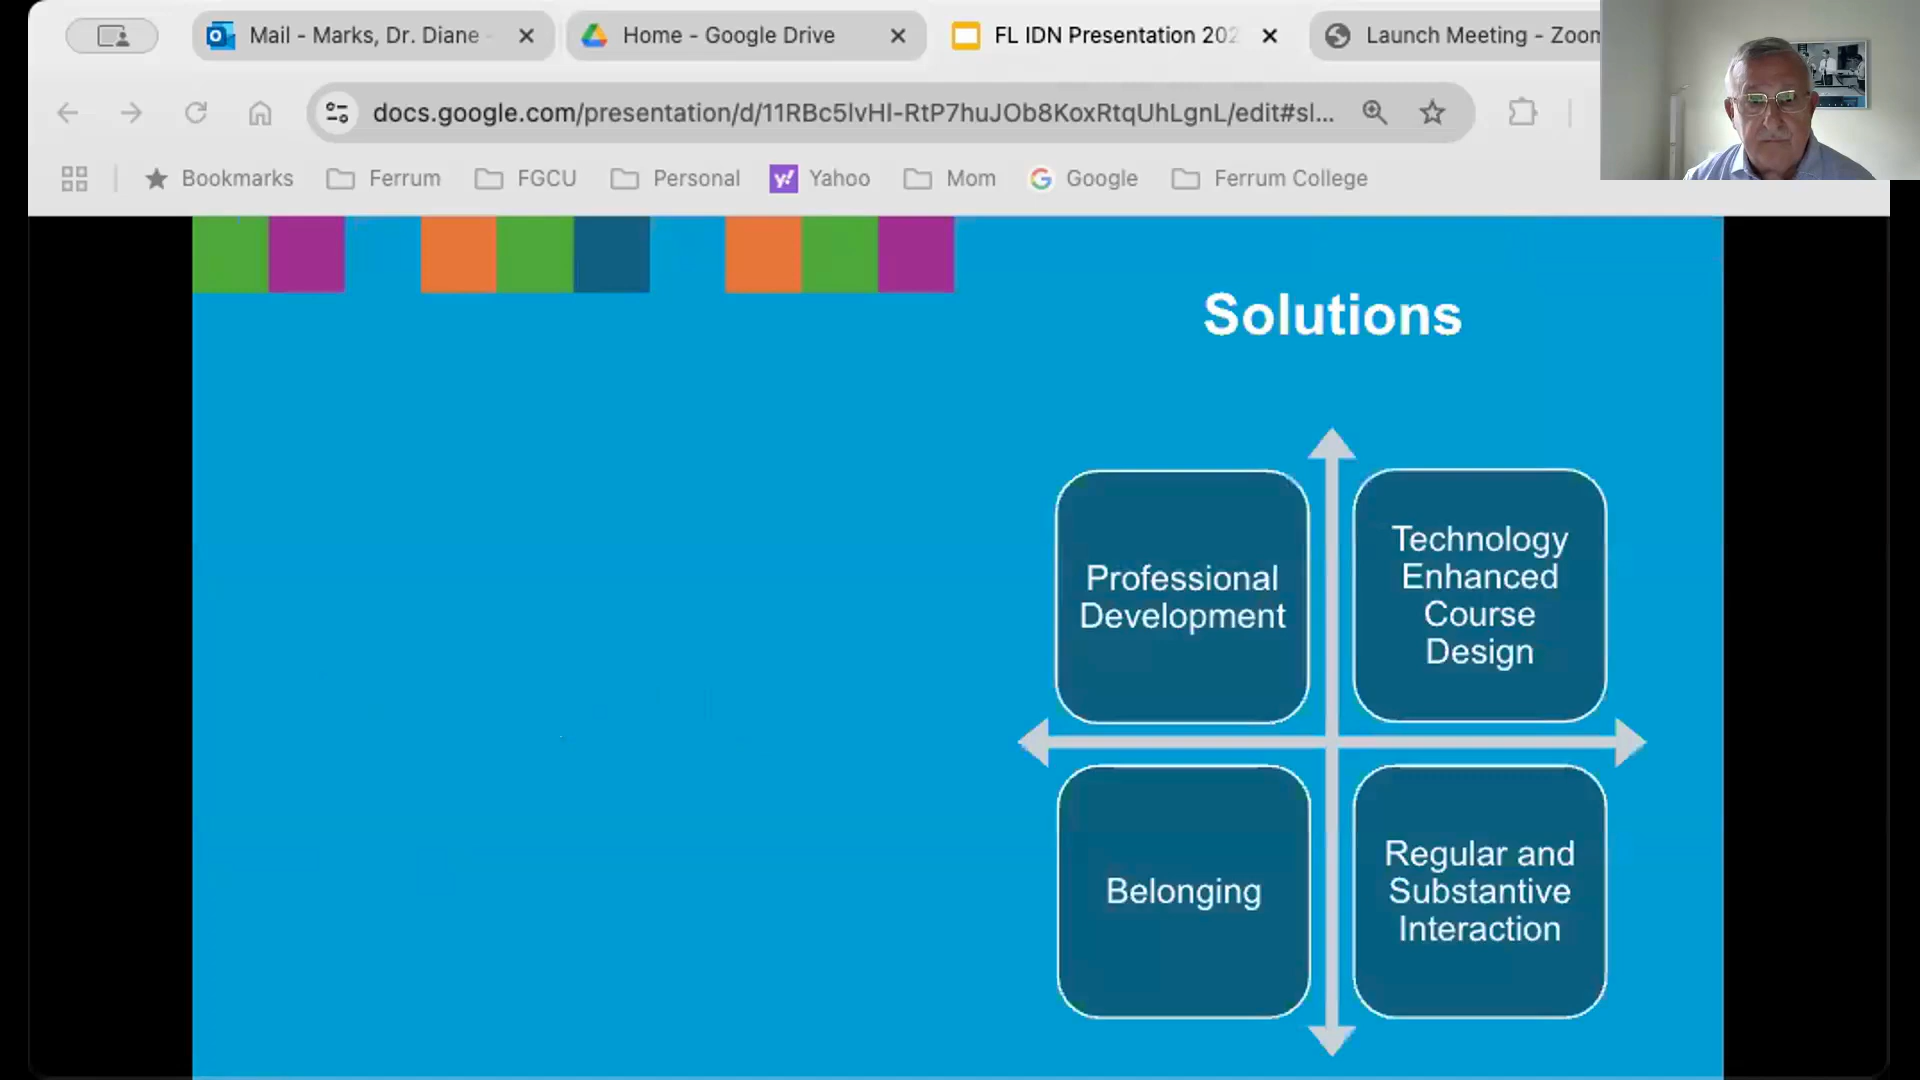 Mail - Marks, Dr. Diane -
Home - Google Drive
FL IDN Presentation 202
Launch Meeting - Zoom
docs.google.com/presentation/d/11RBc5lvHI-RtP7huJOb8KoxRtqUhLgnL/edit#sl...
Bookmarks
Ferrum
FGCU
Personal
Yahoo
Mom
Google
Ferrum College
Solutions
Professional
Development
Technology
Enhanced
Course
Design
Belonging
Regular and
Substantive
Interaction